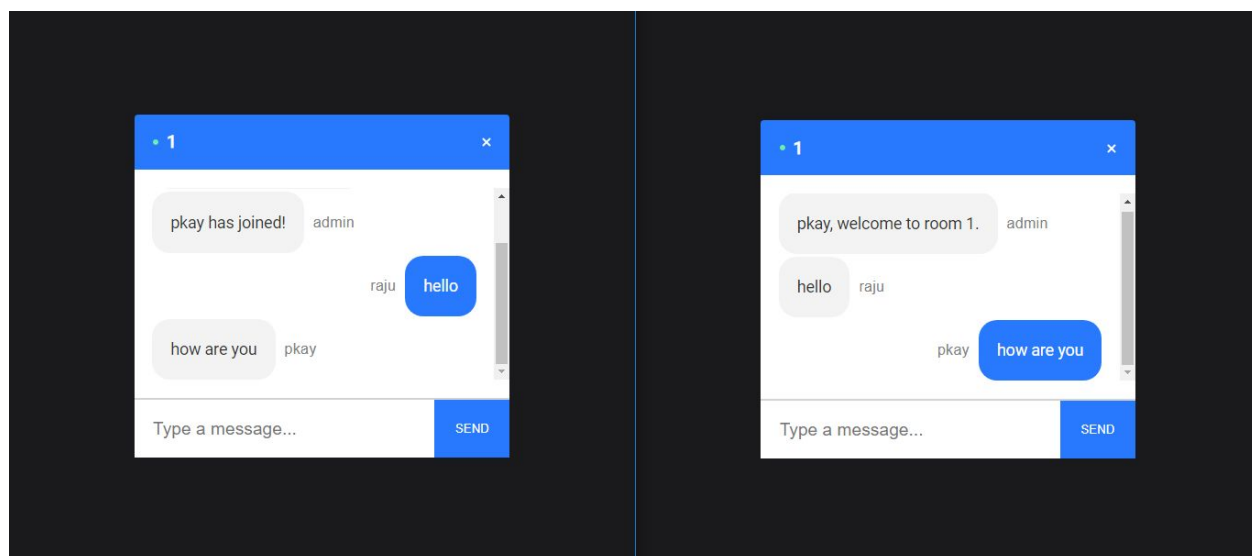 1 ×
pkay has joined! admin
raju hello
how are you pkay
Type a message... SEND
1 ×
pkay, welcome to room 1. admin
hello raju
pkay how are you
Type a message... SEND